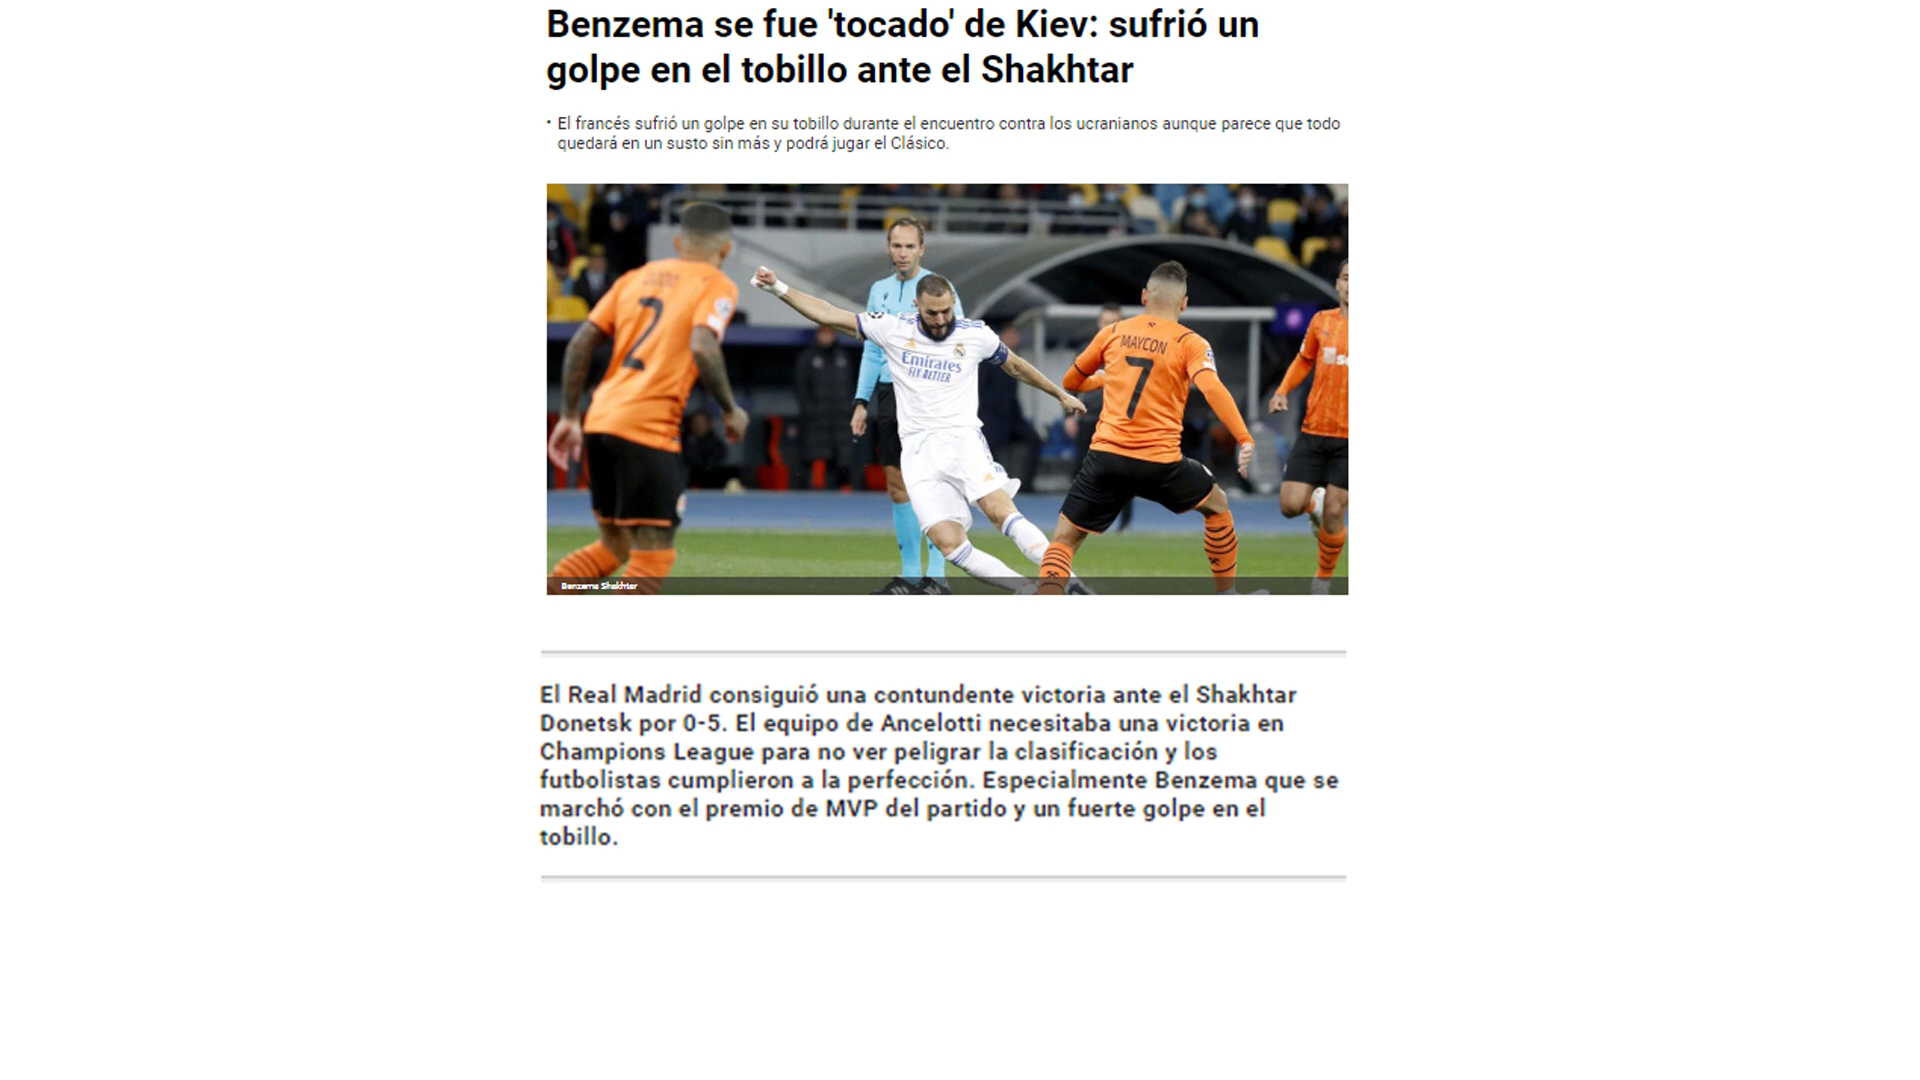 Benzema se fue 'tocado' de Kiev: sufrió un
golpe en el tobillo ante el Shakhtar
• El francés sufrió un golpe en su tobillo durante el encuentro contra los ucranianos aunque parece que todo
quedará en un susto sin más y podrá jugar el Clásico.
2
Emirates
FLY BETTER
MAYCON
7
Benzema Shakhtar
El Real Madrid consiguió una contundente victoria ante el Shakhtar
Donetsk por 0-5. El equipo de Ancelotti necesitaba una victoria en
Champions League para no ver peligrar la clasificación y los
futbolistas cumplieron a la perfección. Especialmente Benzema que se
marchó con el premio de MVP del partido y un fuerte golpe en el
tobillo.